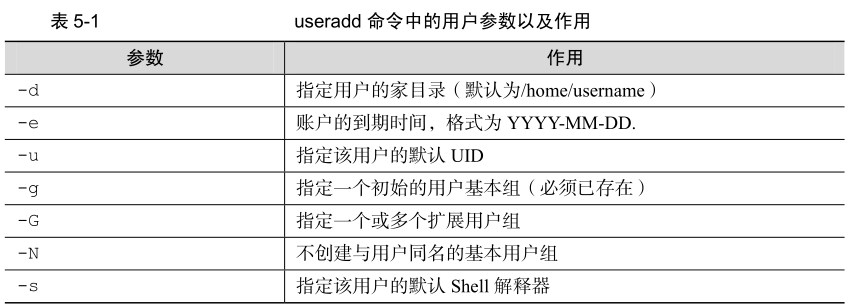 表 5-1 useradd 命令中的用户参数以及作用
参数 作用
-d 指定用户的家目录（默认为/home/username）
-e 账户的到期时间，格式为 YYYY-MM-DD.
-u 指定该用户的默认 UID
-g 指定一个初始的用户基本组（必须已存在）
-G 指定一个或多个扩展用户组
-N 不创建与用户同名的基本用户组
-s 指定该用户的默认 Shell 解释器